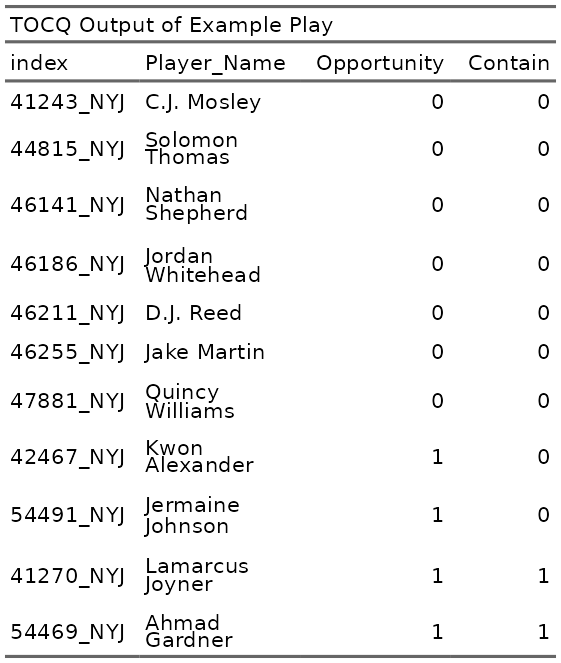 TOCQ Output of Example Play
index Player_Name Opportunity Contain
41243_NYJ C.J. Mosley 0 0
44815_NYJ Solomon Thomas 0 0
46141_NYJ Nathan Shepherd 0 0
46186_NYJ Jordan Whitehead 0 0
46211_NYJ D.J. Reed 0 0
46255_NYJ Jake Martin 0 0
47881_NYJ Quincy Williams 0 0
42467_NYJ Kwon Alexander 1 0
54491_NYJ Jermaine Johnson 1 0
41270_NYJ Lamarcus Joyner 1 1
54469_NYJ Ahmad Gardner 1 1